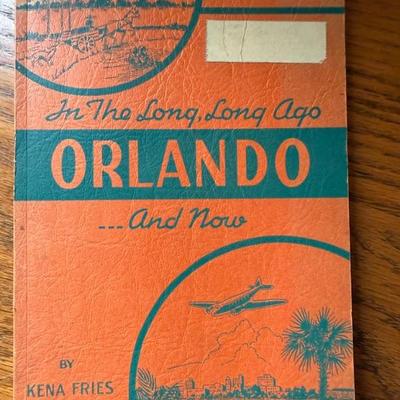 In The Long, Long Ago
ORLANDO
...And Now
BY
KENA FRIES